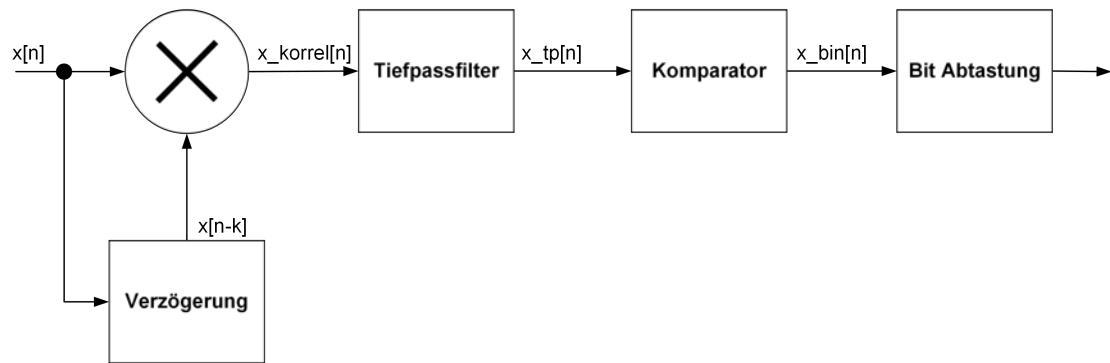 x[n]
x_korrel[n]
Tiefpassfilter
x_tp[n]
Komparator
x_bin[n]
Bit Abtastung
x[n-k]
Verzögerung